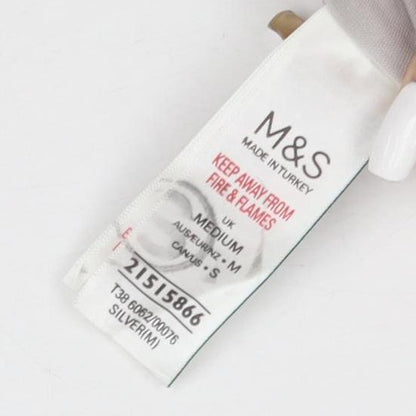 M&S
MADE IN TURKEY
KEEP AWAY FROM
FIRE & FLAMES
UK
MEDIUM
AUS/EUR/NZ • M
CAN/US • S
21515866
T38 6062/00076
SILVER(M)